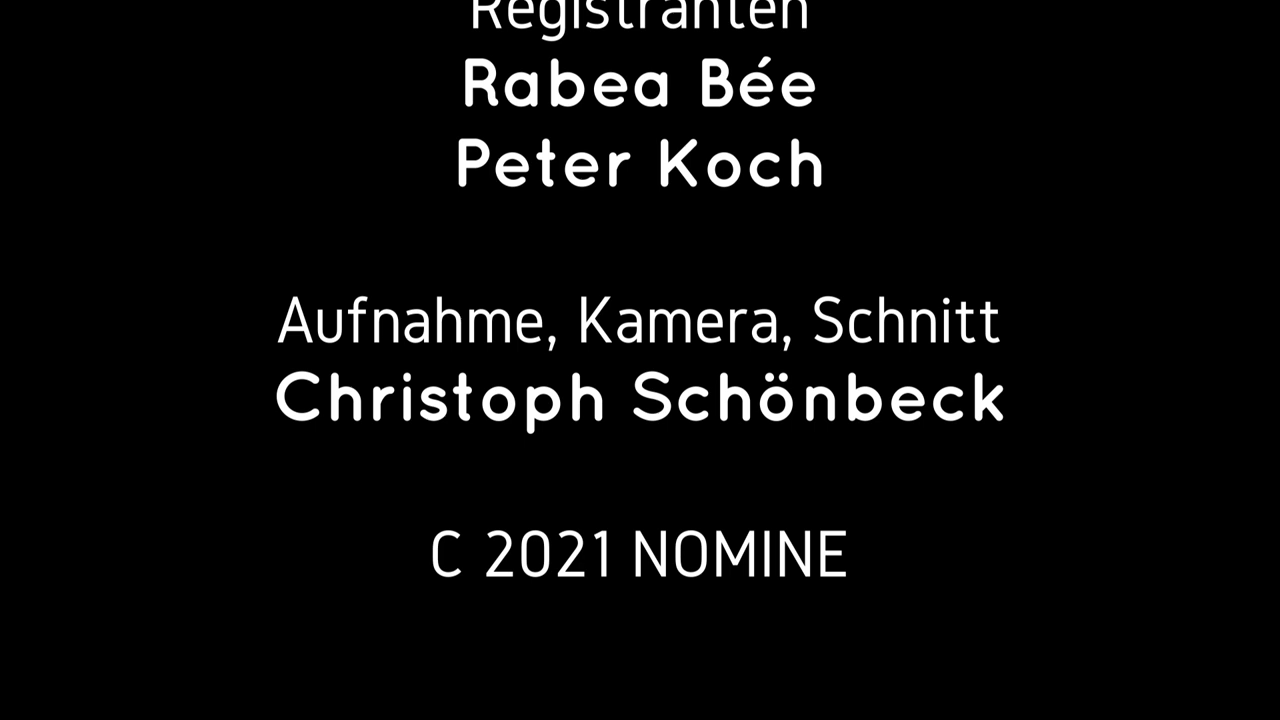 Registranten
Rabea Bée
Peter Koch
Aufnahme, Kamera, Schnitt
Christoph Schönbeck
C 2021 NOMINE